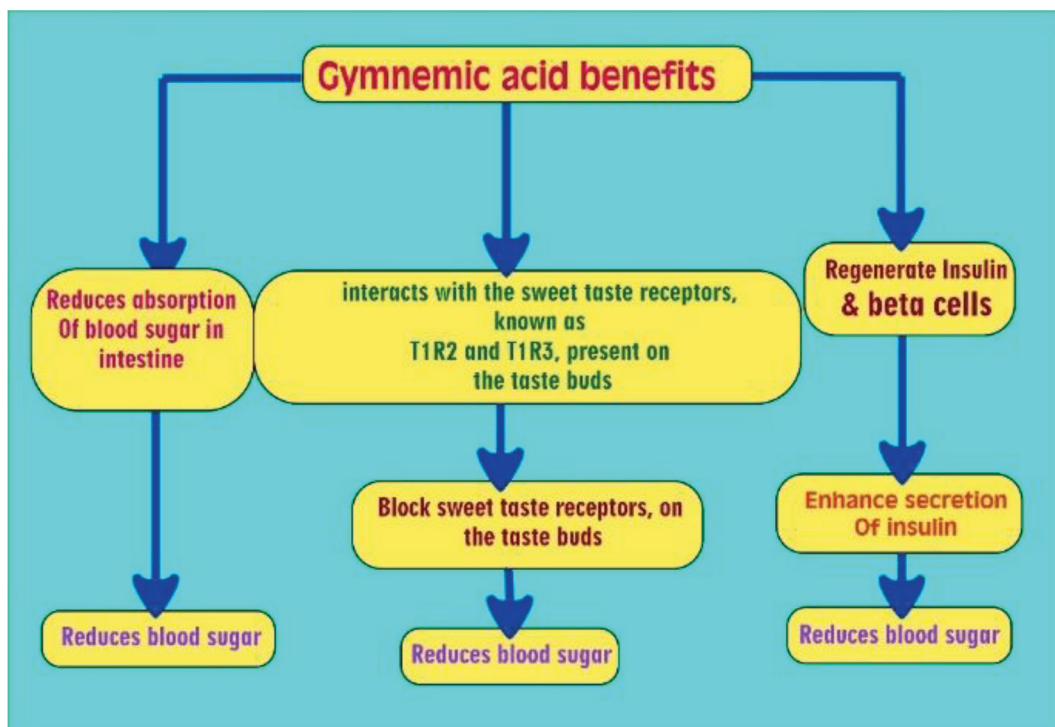 Gymnemic acid benefits
Reduces absorption
Of blood sugar in
intestine
Reduces blood sugar
interacts with the sweet taste receptors,
known as
T1R2 and T1R3, present on
the taste buds
Block sweet taste receptors, on
the taste buds
Reduces blood sugar
Regenerate Insulin
& beta cells
Enhance secretion
Of insulin
Reduces blood sugar